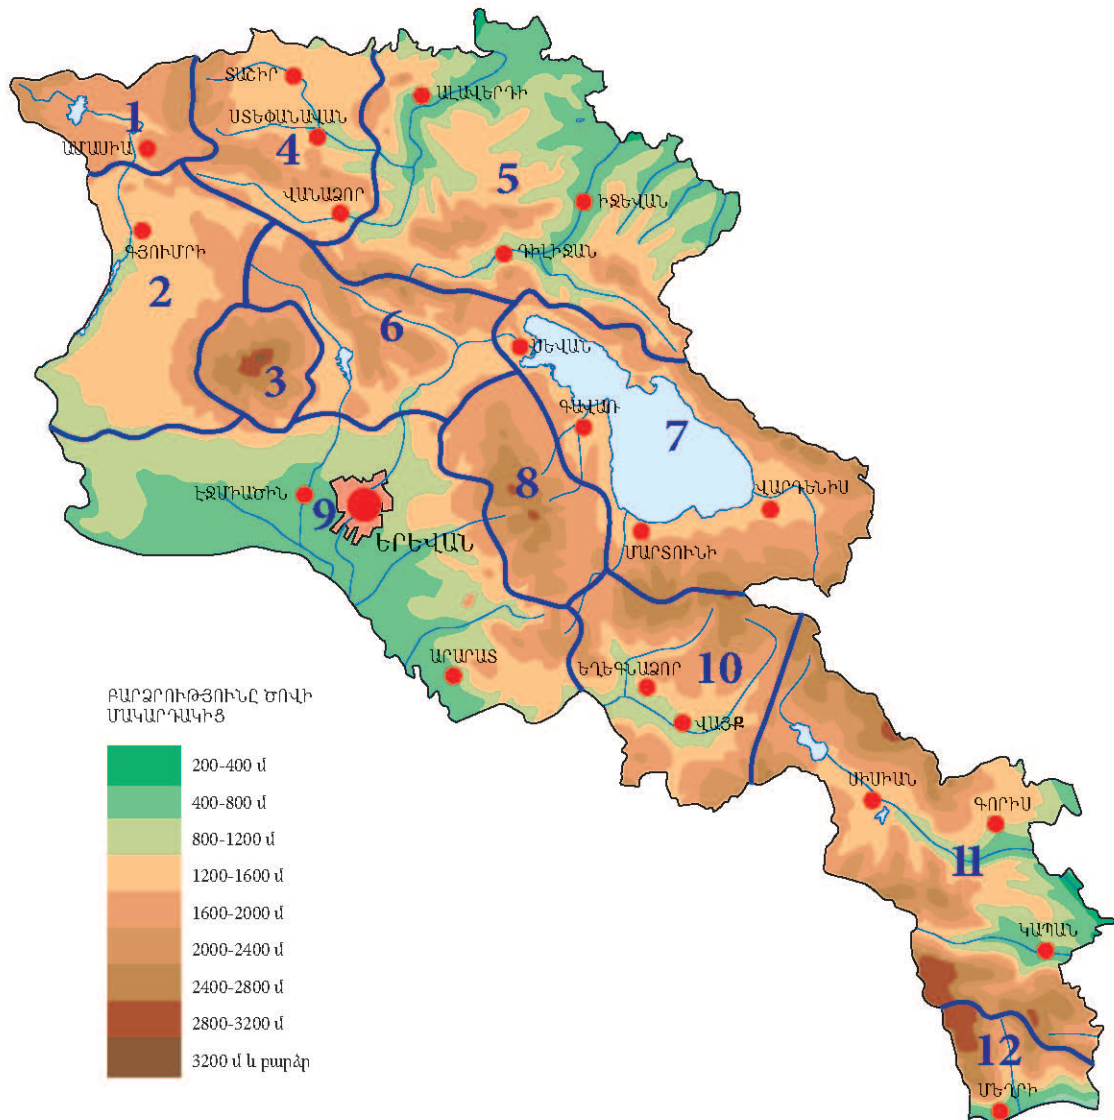 ՏԱՇԻՐ
ԱԼԱՎԵՐԴԻ
1
ՍՏԵՓԱՆԱՎԱՆ
ԱՄԱՍԻԱ
4
5
ՎԱՆԱՁՈՐ
ԻՋԵՎԱՆ
ԳՅՈՒՄՐԻ
ԴԻԼԻՋԱՆ
2
6
ՍԵՎԱՆ
3
ԳԱՎԱՌ
7
8
ՎԱՐԴԵՆԻՍ
ԷՋՄԻԱԾԻՆ
9
ԵՐԵՎԱՆ
ՄԱՐՏՈՒՆԻ
ԱՐԱՐԱՏ
ԵՂԵԳՆԱՁՈՐ
10
ՎԱՅՔ
ԲԱՐՁՐՈՒԹՅՈՒՆԸ ԾՈՎԻ
ՄԱԿԱՐԴԱԿԻՑ
200-400 մ
400-800 մ
800-1200 մ
1200-1600 մ
1600-2000 մ
2000-2400 մ
2400-2800 մ
2800-3200 մ
3200 մ և բարձր
ՍԻՍԻԱՆ
ԳՈՐԻՍ
11
ԿԱՊԱՆ
12
ՄԵՂՐԻ